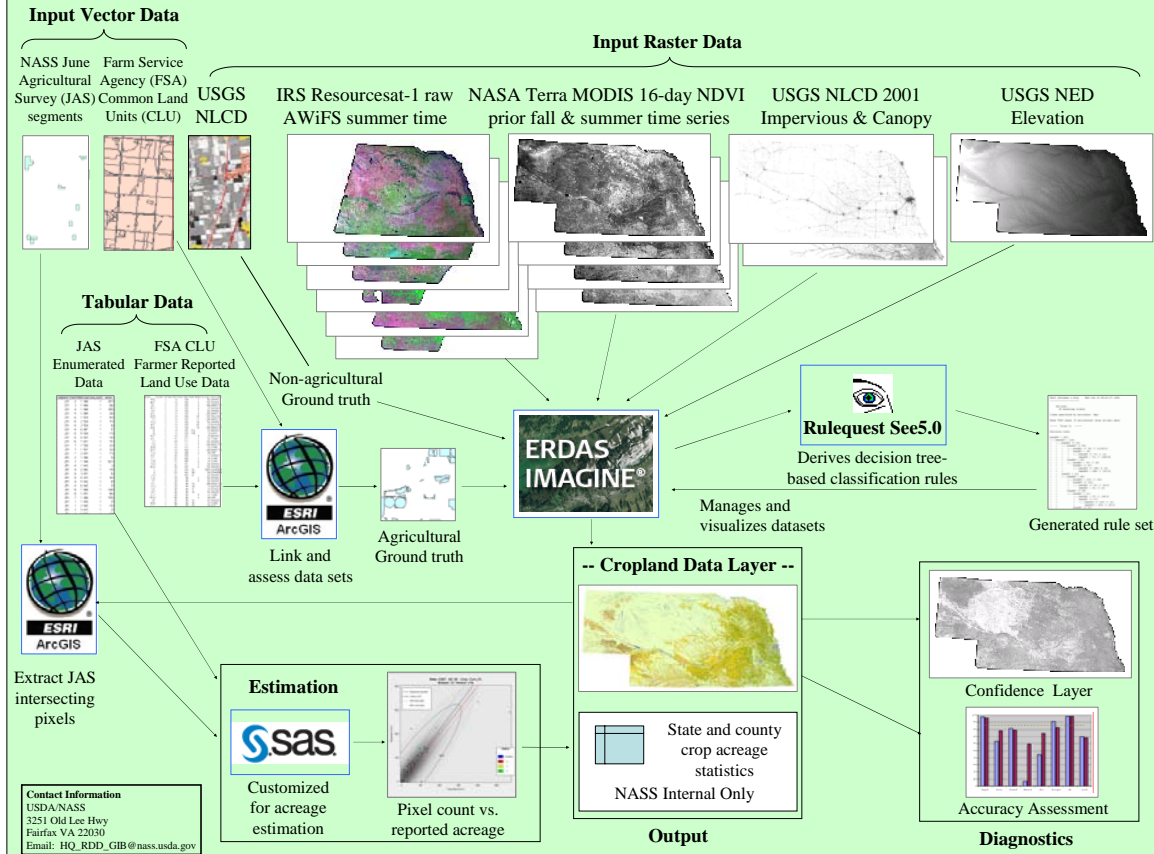 Input Vector Data
NASS June
Agricultural
Survey (JAS)
segments
Farm Service
Agency (FSA)
Common Land
Units (CLU)
Input Raster Data
USGS
NLCD
IRS Resourcesat-1 raw
AWiFS summer time
NASA Terra MODIS 16-day NDVI
prior fall & summer time series
USGS NLCD 2001
Impervious & Canopy
USGS NED
Elevation
Tabular Data
JAS
Enumerated
Data
FSA CLU
Farmer Reported
Land Use Data
Non-agricultural
Ground truth
ESRI
ArcGIS
Link and
assess data sets
Agricultural
Ground truth
ERDAS
IMAGINE®
Rulequest See5.0
Derives decision tree-
based classification rules
Manages and
visualizes datasets
Generated rule set
ESRI
ArcGIS
Extract JAS
intersecting
pixels
Estimation
S.sas.
Customized
for acreage
estimation
Pixel count vs.
reported acreage
-- Cropland Data Layer --
State and county
crop acreage
statistics
NASS Internal Only
Output
Confidence Layer
Accuracy Assessment
Diagnostics
Contact Information
USDA/NASS
3251 Old Lee Hwy
Fairfax VA 22030
Email: HQ_RDD_GIB@nass.usda.gov